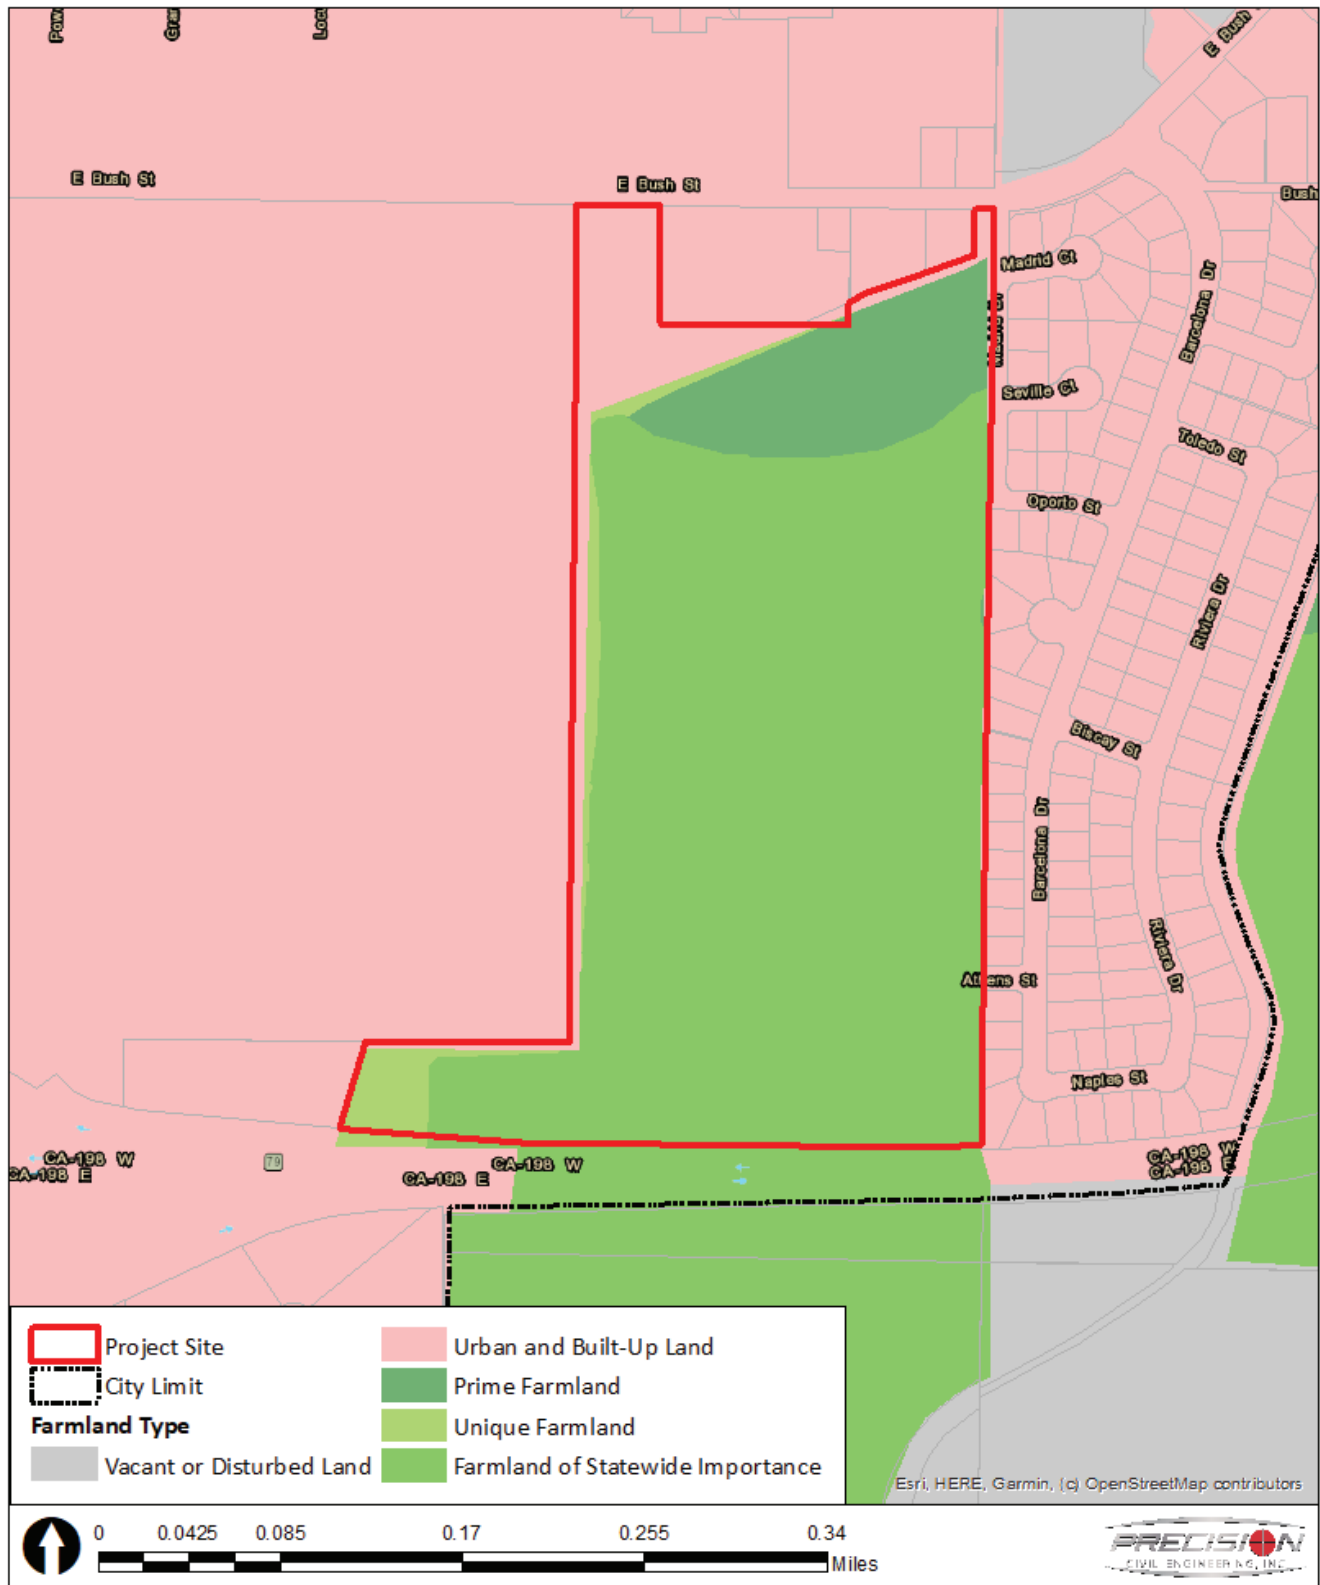 E Bush
E Bush St
E Bush St
Bush
Madrid Ct
Barcelona Dr
Seville Ct
Toledo St
Oporto St
Riviera Dr
Biscay St
Barcelona Dr
Riviera Dr
Athens St
Naples St
CA-198 W
CA-198 E
79
CA-198 W
CA-198 E
CA-198 W
CA-198 E
Project Site
City Limit
Farmland Type
Vacant or Disturbed Land
Urban and Built-Up Land
Prime Farmland
Unique Farmland
Farmland of Statewide Importance
Esri, HERE, Garmin, (c) OpenStreetMap contributors
0 0.0425 0.085 0.17 0.255 0.34
Miles
PRECISION
CIVIL ENGINEERING, INC.